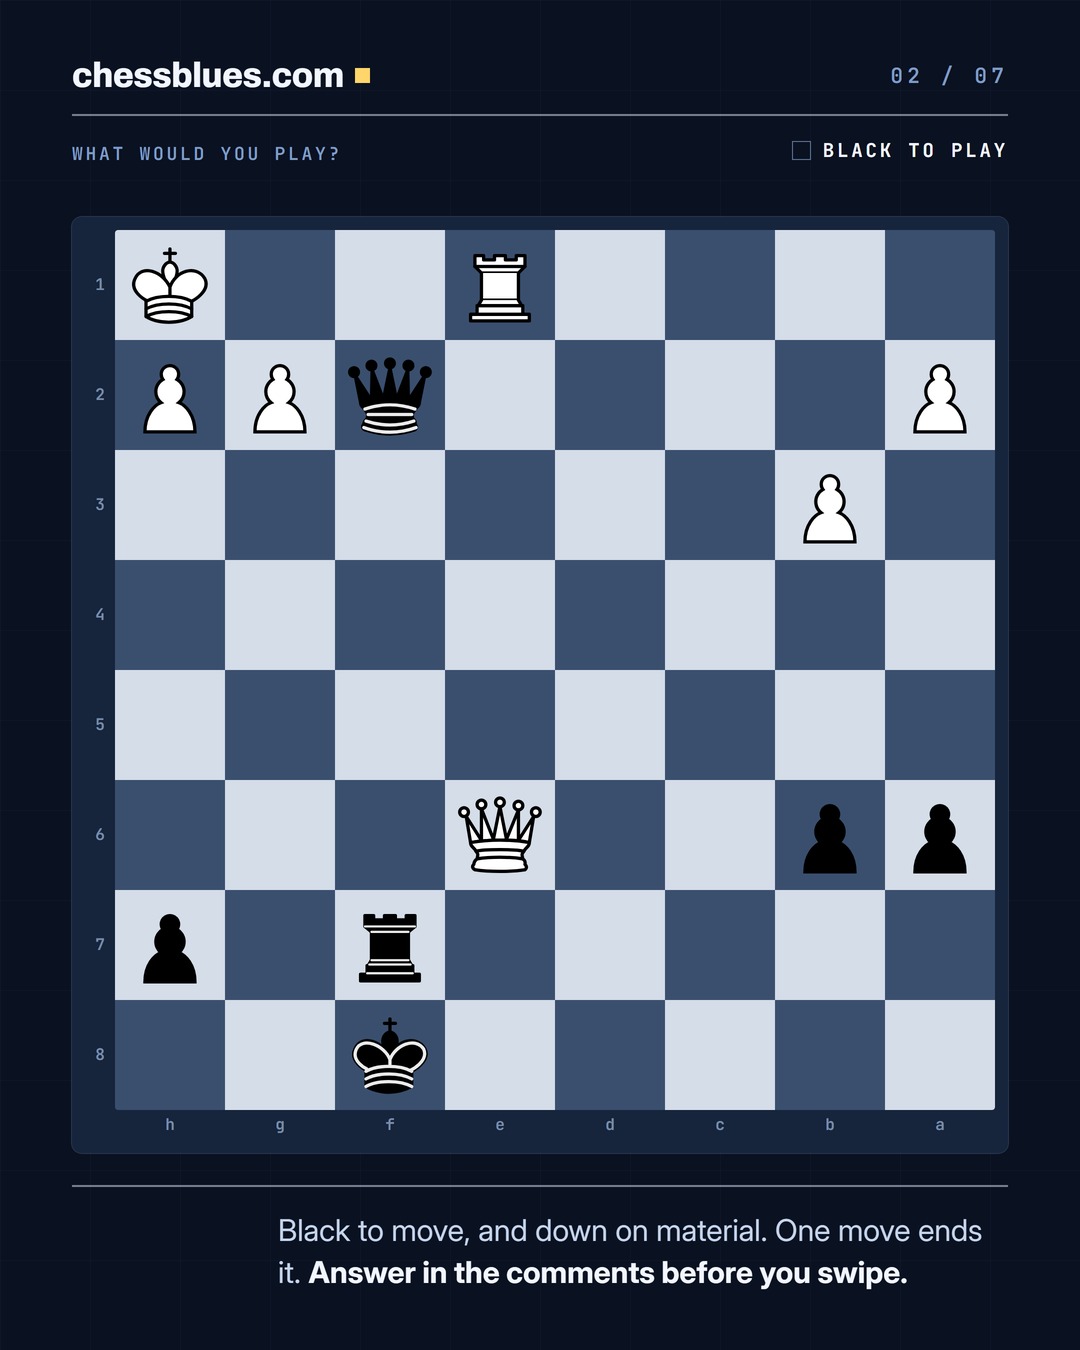 chessblues.com
02 / 07
WHAT WOULD YOU PLAY?
BLACK TO PLAY
1
2
3
4
5
6
7
8
h g f e d c b a
Black to move, and down on material. One move ends
it. Answer in the comments before you swipe.